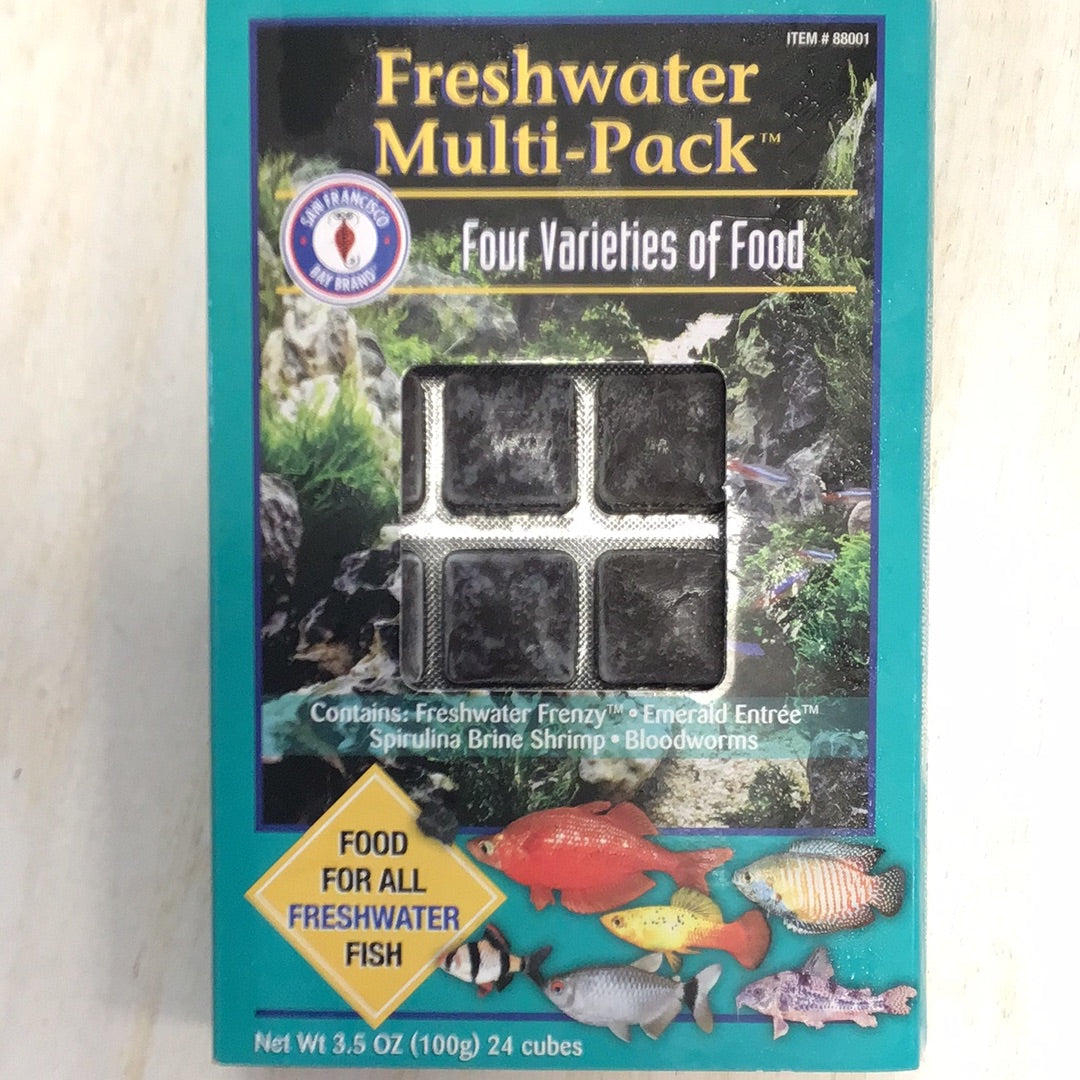 ITEM # 88001
Freshwater
Multi-Pack™
SAN FRANCISCO
BAY BRAND®
Four Varieties of Food
Contains: Freshwater Frenzy™ • Emerald Entrée™
Spirulina Brine Shrimp • Bloodworms
FOOD
FOR ALL
FRESHWATER
FISH
Net Wt 3.5 OZ (100g) 24 cubes